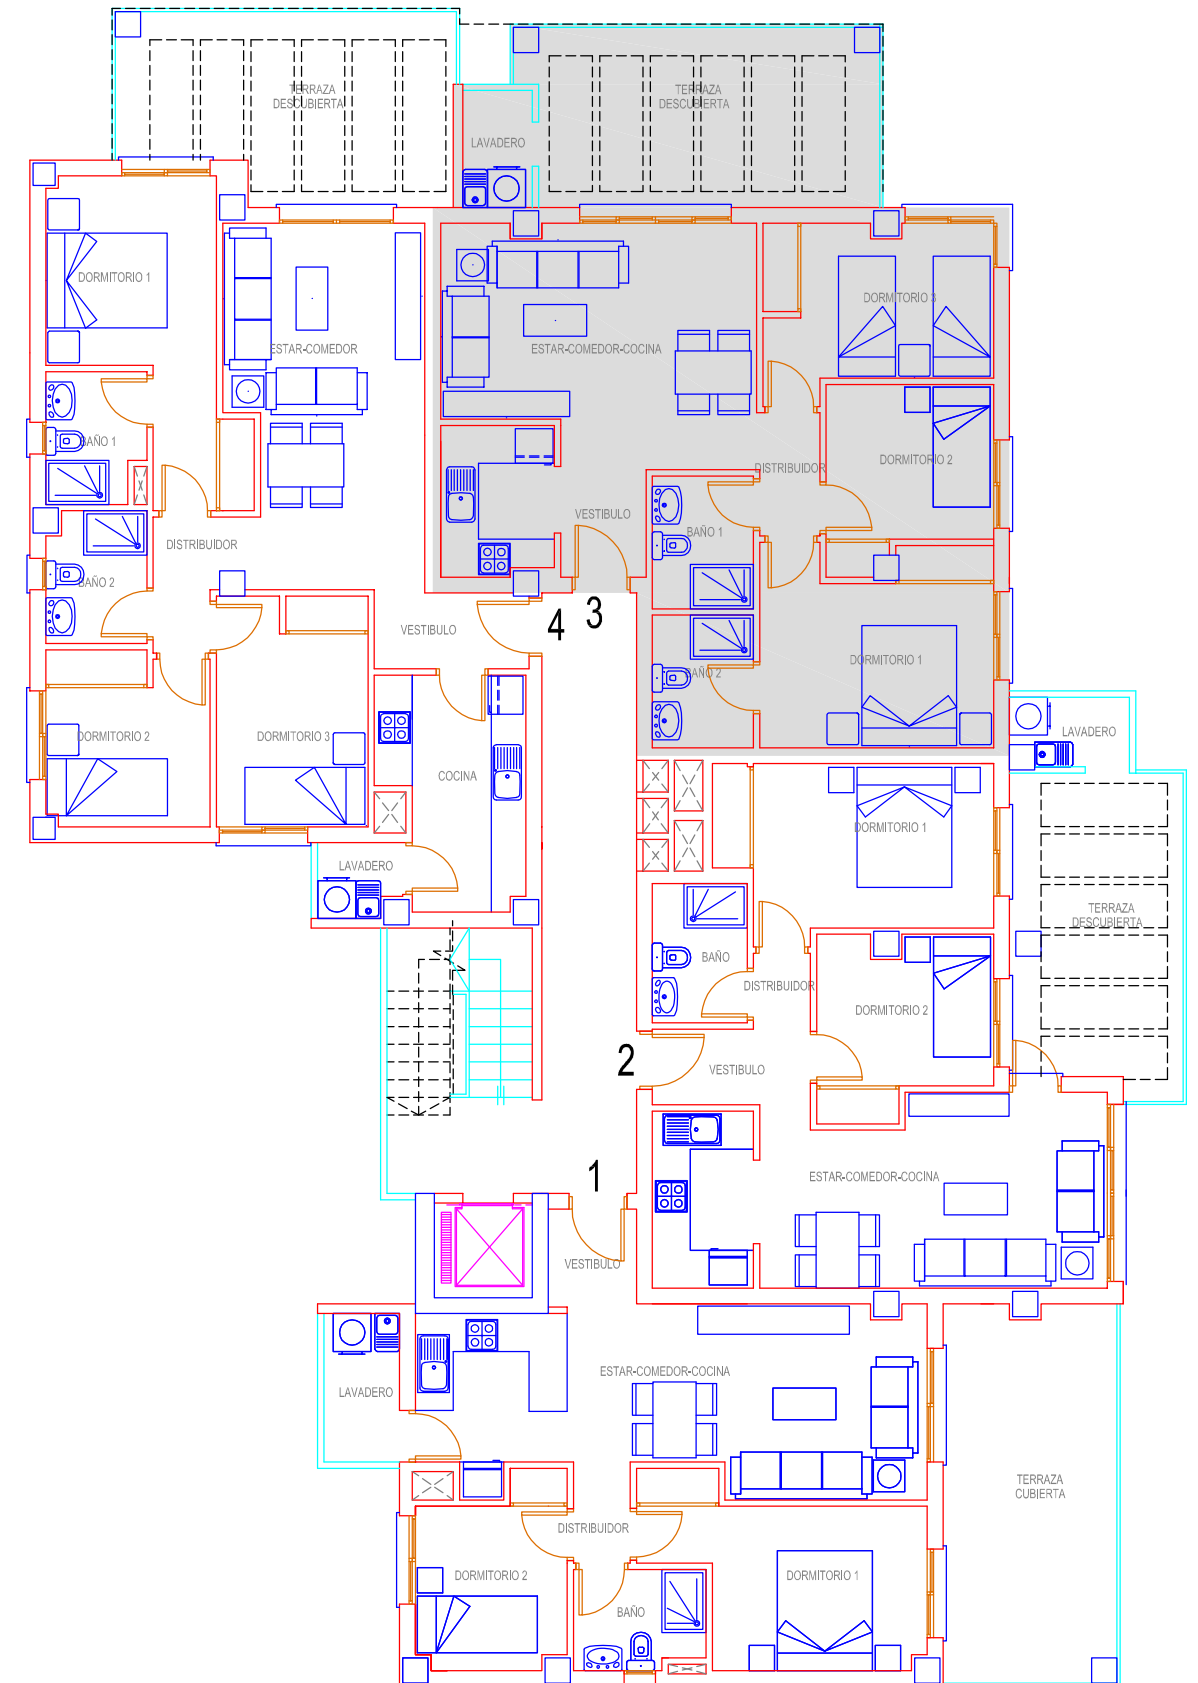 TERRAZA
DESCUBIERTA
TERRAZA
DESCUBIERTA
LAVADERO
DORMITORIO 1
DORMITORIO 3
ESTAR-COMEDOR
ESTAR-COMEDOR-COCINA
BAÑO 1
DISTRIBUIDOR
DORMITORIO 2
VESTIBULO
BAÑO 1
DISTRIBUIDOR
BAÑO 2
4
3
VESTIBULO
DORMITORIO 1
BAÑO 2
DORMITORIO 2
DORMITORIO 3
LAVADERO
COCINA
DORMITORIO 1
LAVADERO
TERRAZA
DESCUBIERTA
BAÑO
DISTRIBUIDOR
DORMITORIO 2
2
VESTIBULO
1
ESTAR-COMEDOR-COCINA
VESTIBULO
ESTAR-COMEDOR-COCINA
LAVADERO
TERRAZA
CUBIERTA
DISTRIBUIDOR
DORMITORIO 2
DORMITORIO 1
BAÑO